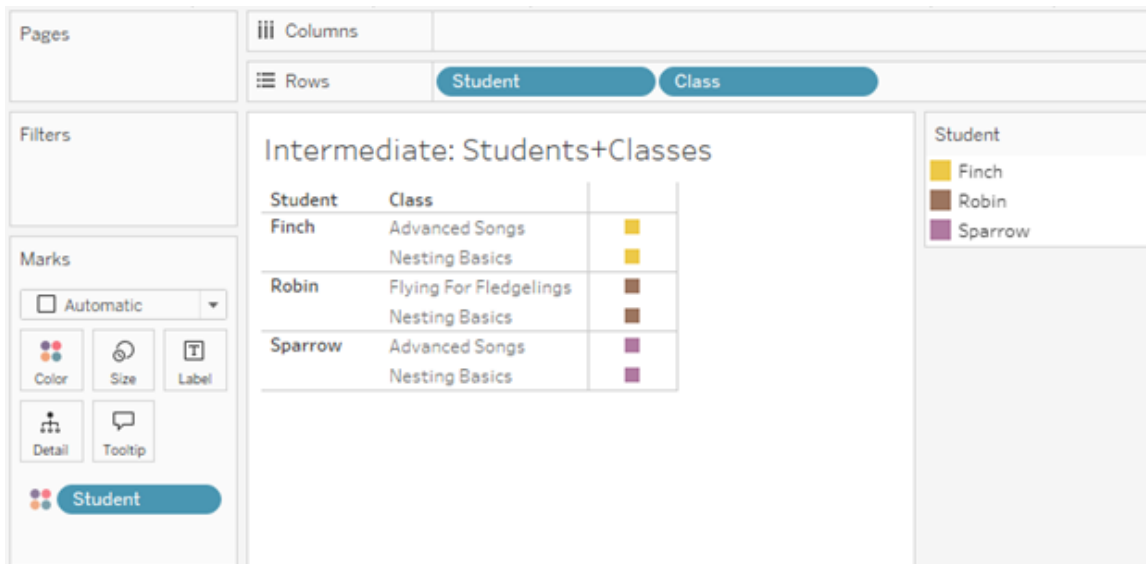 Pages
Columns
Rows Student Class
Filters
Intermediate: Students+Classes
Student Class
Finch Advanced Songs
Nesting Basics
Robin Flying For Fledgelings
Nesting Basics
Sparrow Advanced Songs
Nesting Basics
Marks
Automatic
Color Size Label
Detail Tooltip
Student
Student
Finch
Robin
Sparrow